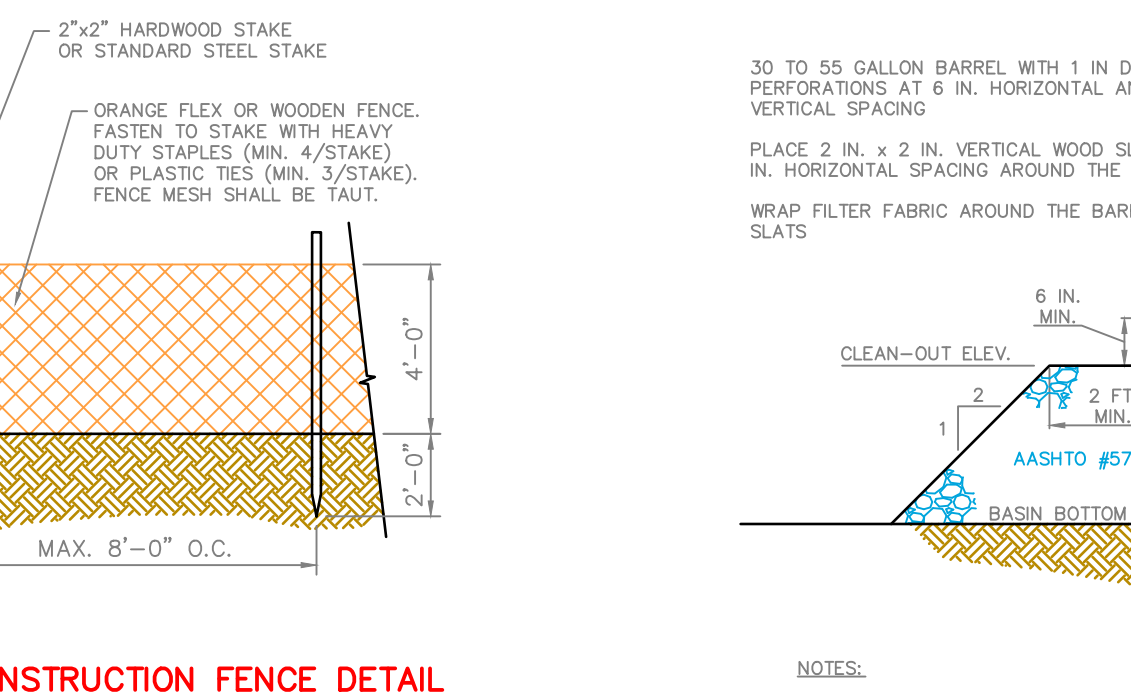 2"x2" HARDWOOD STAKE
OR STANDARD STEEL STAKE
ORANGE FLEX OR WOODEN FENCE.
FASTEN TO STAKE WITH HEAVY
DUTY STAPLES (MIN. 4/STAKE)
OR PLASTIC TIES (MIN. 3/STAKE).
FENCE MESH SHALL BE TAUT.
4'-0"
2'-0"
MAX. 8'-0" O.C.
NSTRUCTION FENCE DETAIL
30 TO 55 GALLON BARREL WITH 1 IN D
PERFORATIONS AT 6 IN. HORIZONTAL AN
VERTICAL SPACING
PLACE 2 IN. x 2 IN. VERTICAL WOOD SL
IN. HORIZONTAL SPACING AROUND THE
WRAP FILTER FABRIC AROUND THE BARR
SLATS
6 IN.
MIN.
CLEAN-OUT ELEV.
2
1
2 FT
MIN.
AASHTO #57
BASIN BOTTOM
NOTES: